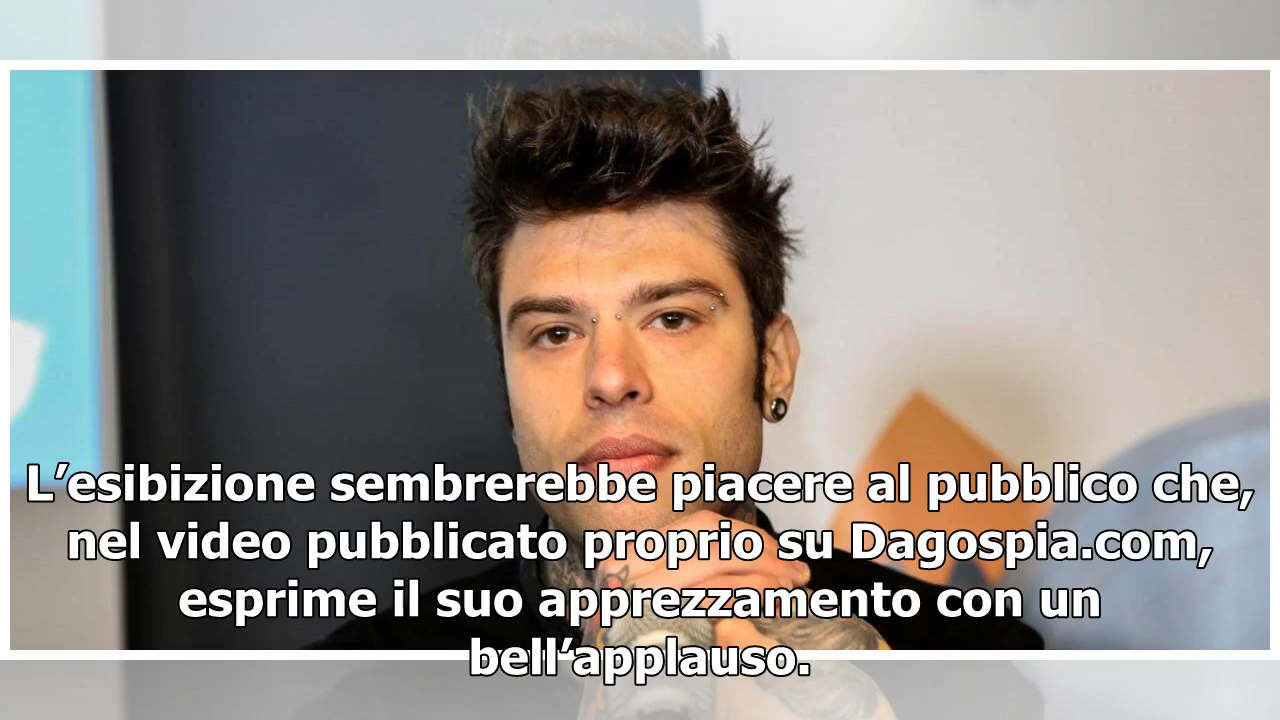 L’esibizione sembrerebbe piacere al pubblico che,
nel video pubblicato proprio su Dagospia.com,
esprime il suo apprezzamento con un
bell’applauso.